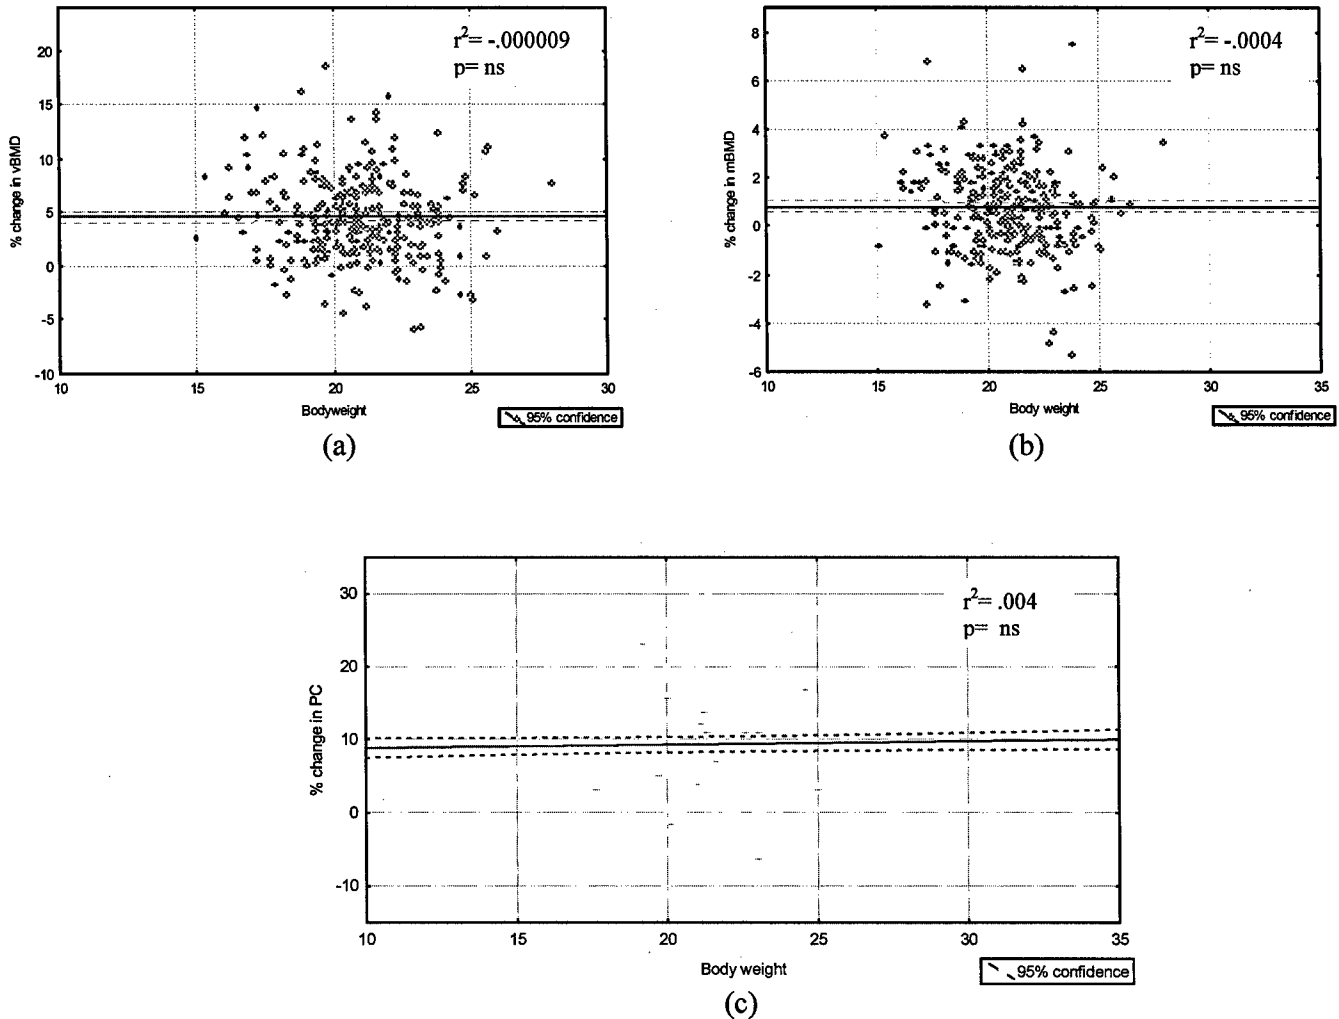 r²= -.000009
p= ns
% change in vBMD
20
15
10
5
0
-5
-10
10
15
20
25
30
Bodyweight
95% confidence
(a)
r²= -.0004
p= ns
% change in mBMD
8
6
4
2
0
-2
-4
-6
10
15
20
25
30
35
Body weight
95% confidence
(b)
r²= .004
p= ns
% change in PC
30
20
10
0
-10
10
15
20
25
30
35
Body weight
95% confidence
(c)